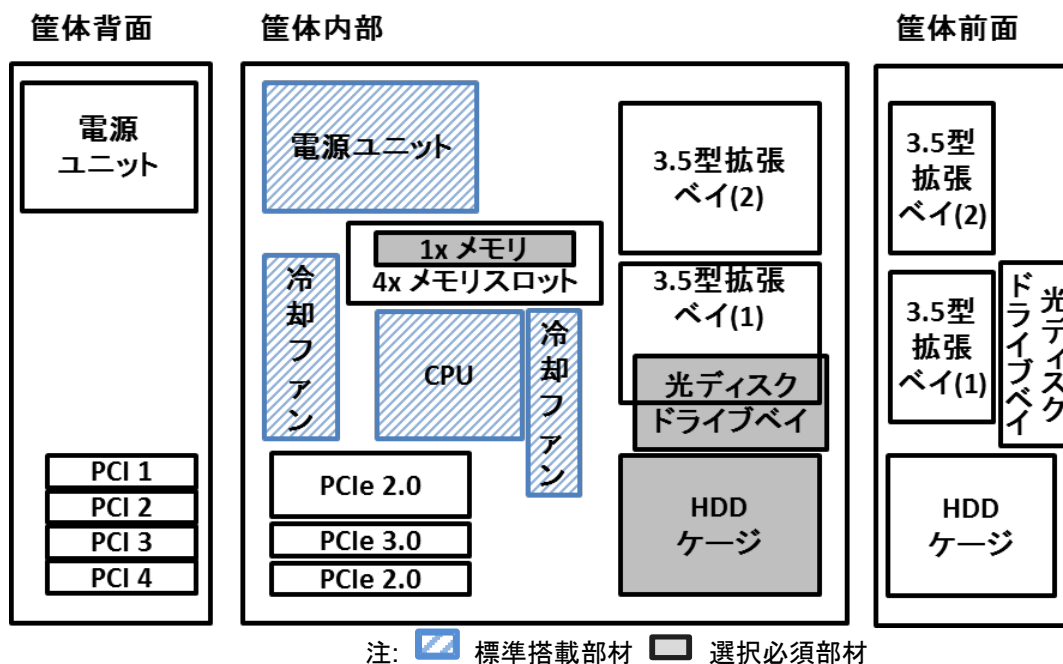 筐体背面
電源
ユニット
PCI 1
PCI 2
PCI 3
PCI 4
筐体内部
電源ユニット
1x メモリ
4x メモリスロット
冷却ファン
CPU
冷却ファン
PCIe 2.0
PCIe 3.0
PCIe 2.0
3.5型拡張
ベイ(2)
3.5型拡張
ベイ(1)
光ディスク
ドライブベイ
HDD
ケージ
筐体前面
3.5型
拡張
ベイ(2)
3.5型
拡張
ベイ(1)
光ディスク
ドライブベイ
HDD
ケージ
注: 標準搭載部材 選択必須部材